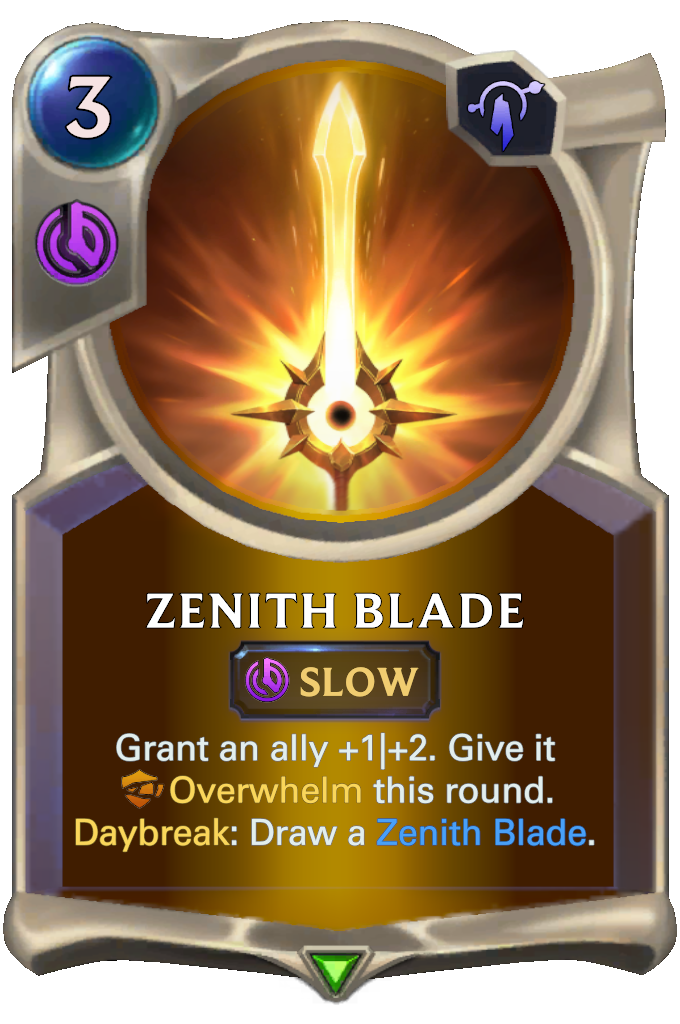 3
ZENITH BLADE
SLOW
Grant an ally +1|+2. Give it
Overwhelm this round.
Daybreak: Draw a Zenith Blade.